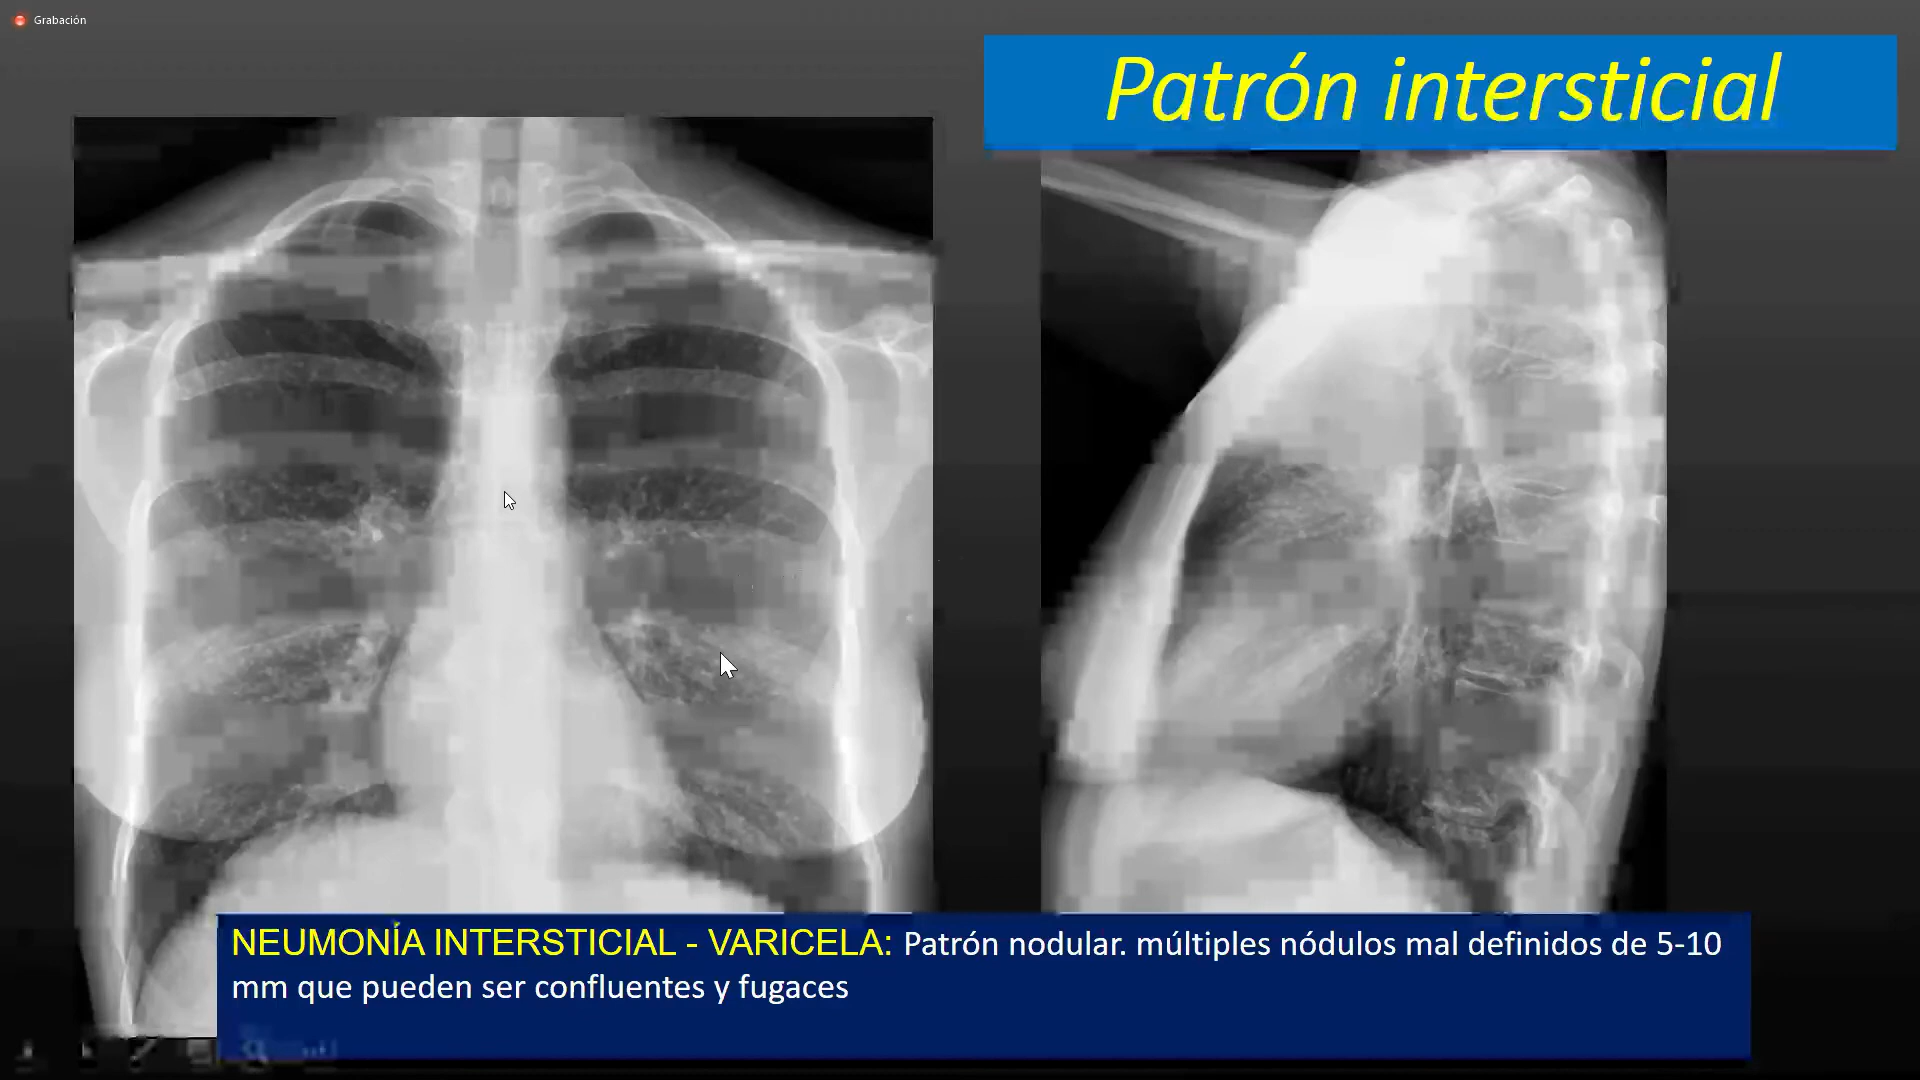 Grabación
Patrón intersticial
NEUMONÍA INTERSTICIAL - VARICELA: Patrón nodular. múltiples nódulos mal definidos de 5-10
mm que pueden ser confluentes y fugaces